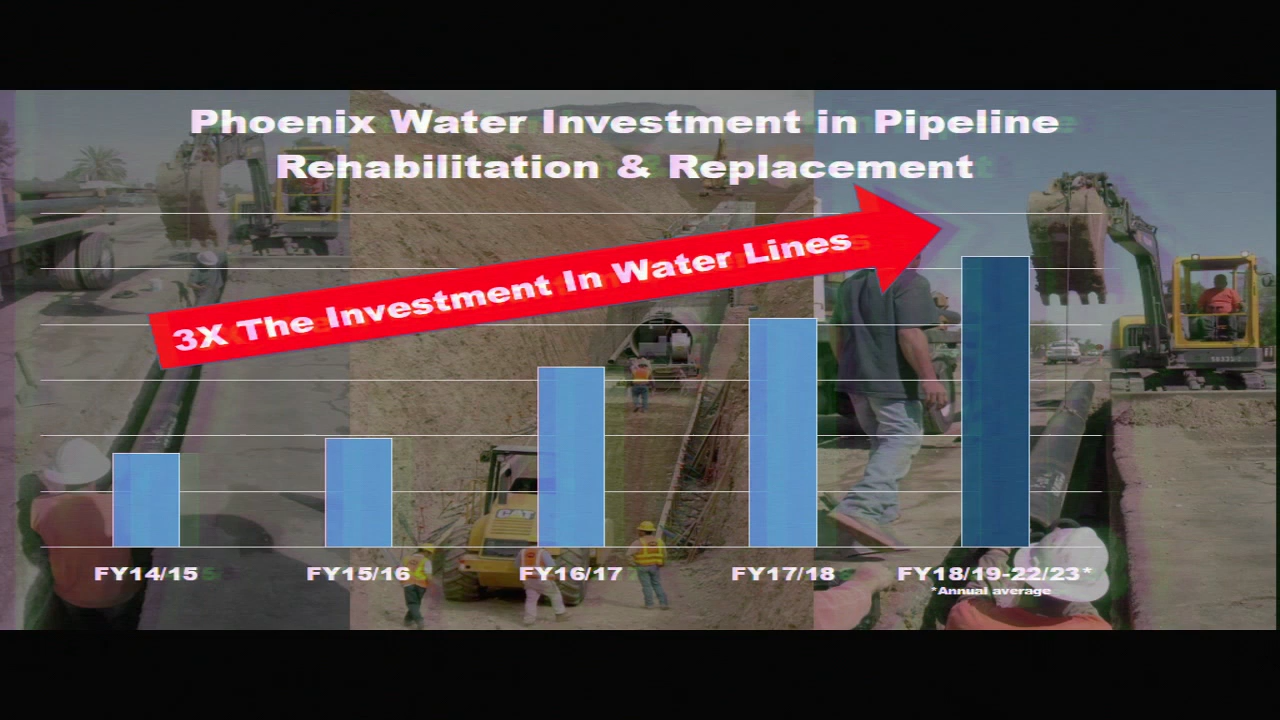 Phoenix Water Investment in Pipeline
Rehabilitation & Replacement
3X The Investment In Water Lines
FY14/15
FY15/16
FY16/17
FY17/18
FY18/19-22/23*
*Annual average
CAT